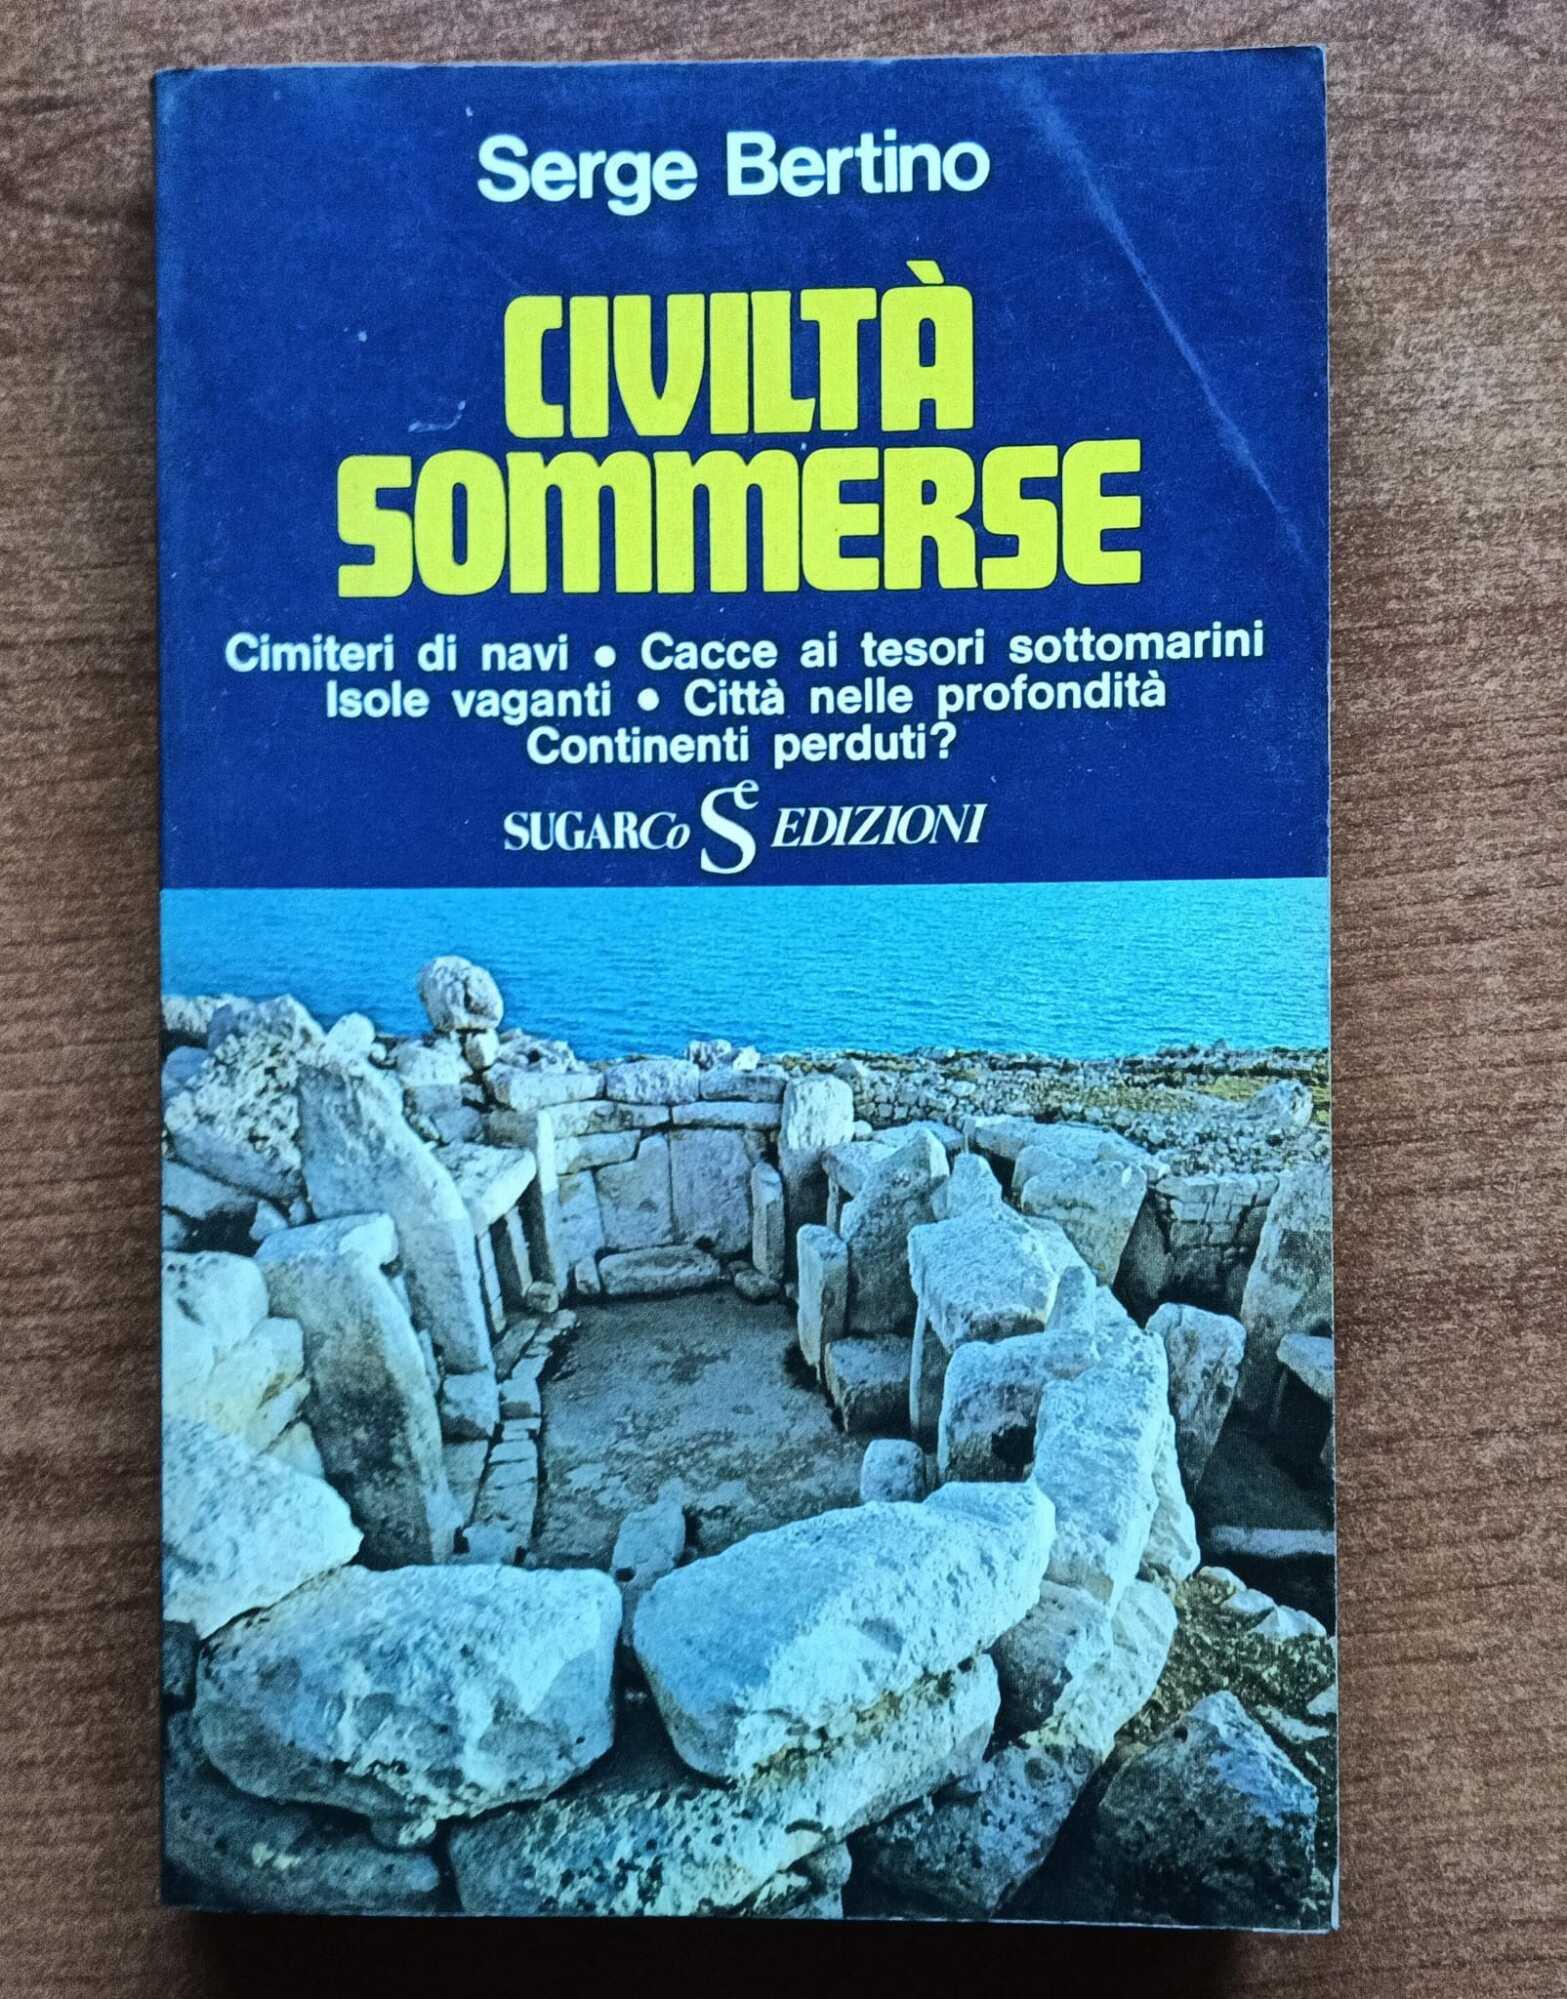 Serge Bertino
CIVILTÀ
SOMMERSE
Cimiteri di navi • Cacce ai tesori sottomarini
Isole vaganti • Città nelle profondità
Continenti perduti?
SUGARCo Se EDIZIONI